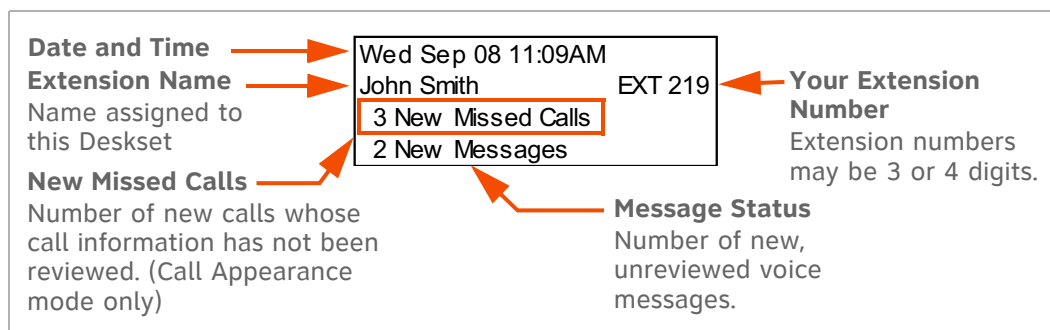 Date and Time
Extension Name
Name assigned to
this Deskset
New Missed Calls
Number of new calls whose
call information has not been
reviewed. (Call Appearance
mode only)
Wed Sep 08 11:09AM
John Smith EXT 219
3 New Missed Calls
2 New Messages
Message Status
Number of new,
unreviewed voice
messages.
Your Extension
Number
Extension numbers
may be 3 or 4 digits.